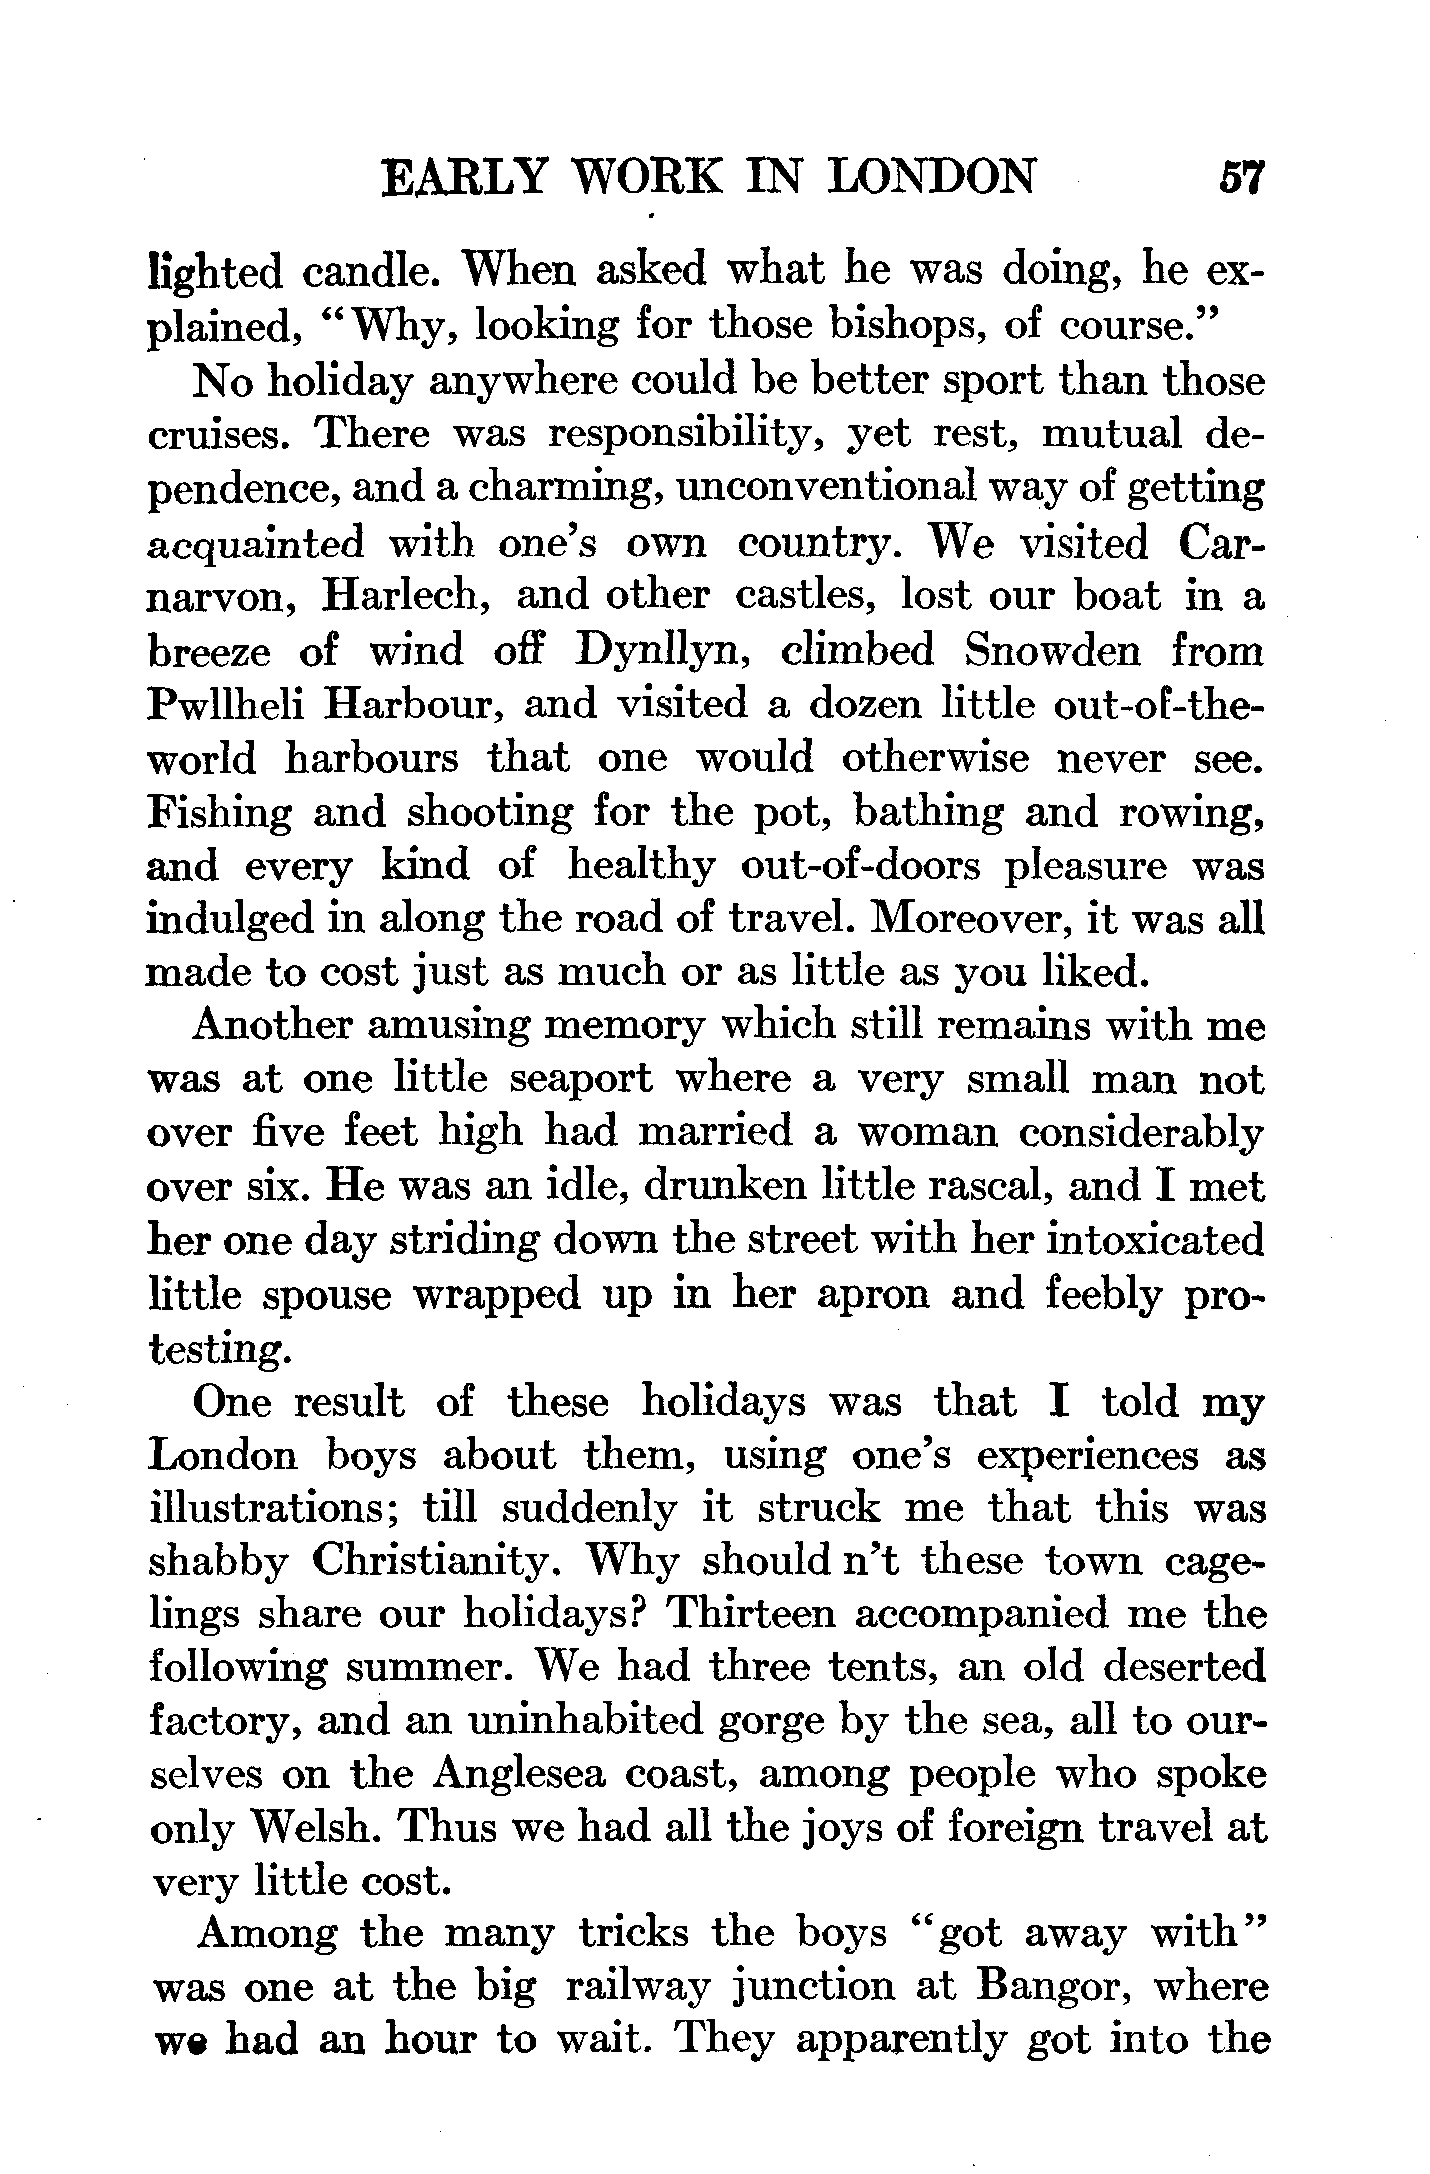 EARLY WORK IN LONDON 57
lighted candle. When asked what he was doing, he ex-
plained, "Why, looking for those bishops, of course."
No holiday anywhere could be better sport than those
cruises. There was responsibility, yet rest, mutual de-
pendence, and a charming, unconventional way of getting
acquainted with one's own country. We visited Car-
narvon, Harlech, and other castles, lost our boat in a
breeze of wind off Dynllyn, climbed Snowden from
Pwllheli Harbour, and visited a dozen little out-of-the-
world harbours that one would otherwise never see.
Fishing and shooting for the pot, bathing and rowing,
and every kind of healthy out-of-doors pleasure was
indulged in along the road of travel. Moreover, it was all
made to cost just as much or as little as you liked.
Another amusing memory which still remains with me
was at one little seaport where a very small man not
over five feet high had married a woman considerably
over six. He was an idle, drunken little rascal, and I met
her one day striding down the street with her intoxicated
little spouse wrapped up in her apron and feebly pro-
testing.
One result of these holidays was that I told my
London boys about them, using one's experiences as
illustrations; till suddenly it struck me that this was
shabby Christianity. Why should n't these town cage-
lings share our holidays? Thirteen accompanied me the
following summer. We had three tents, an old deserted
factory, and an uninhabited gorge by the sea, all to our-
selves on the Anglesea coast, among people who spoke
only Welsh. Thus we had all the joys of foreign travel at
very little cost.
Among the many tricks the boys "got away with"
was one at the big railway junction at Bangor, where
we had an hour to wait. They apparently got into the